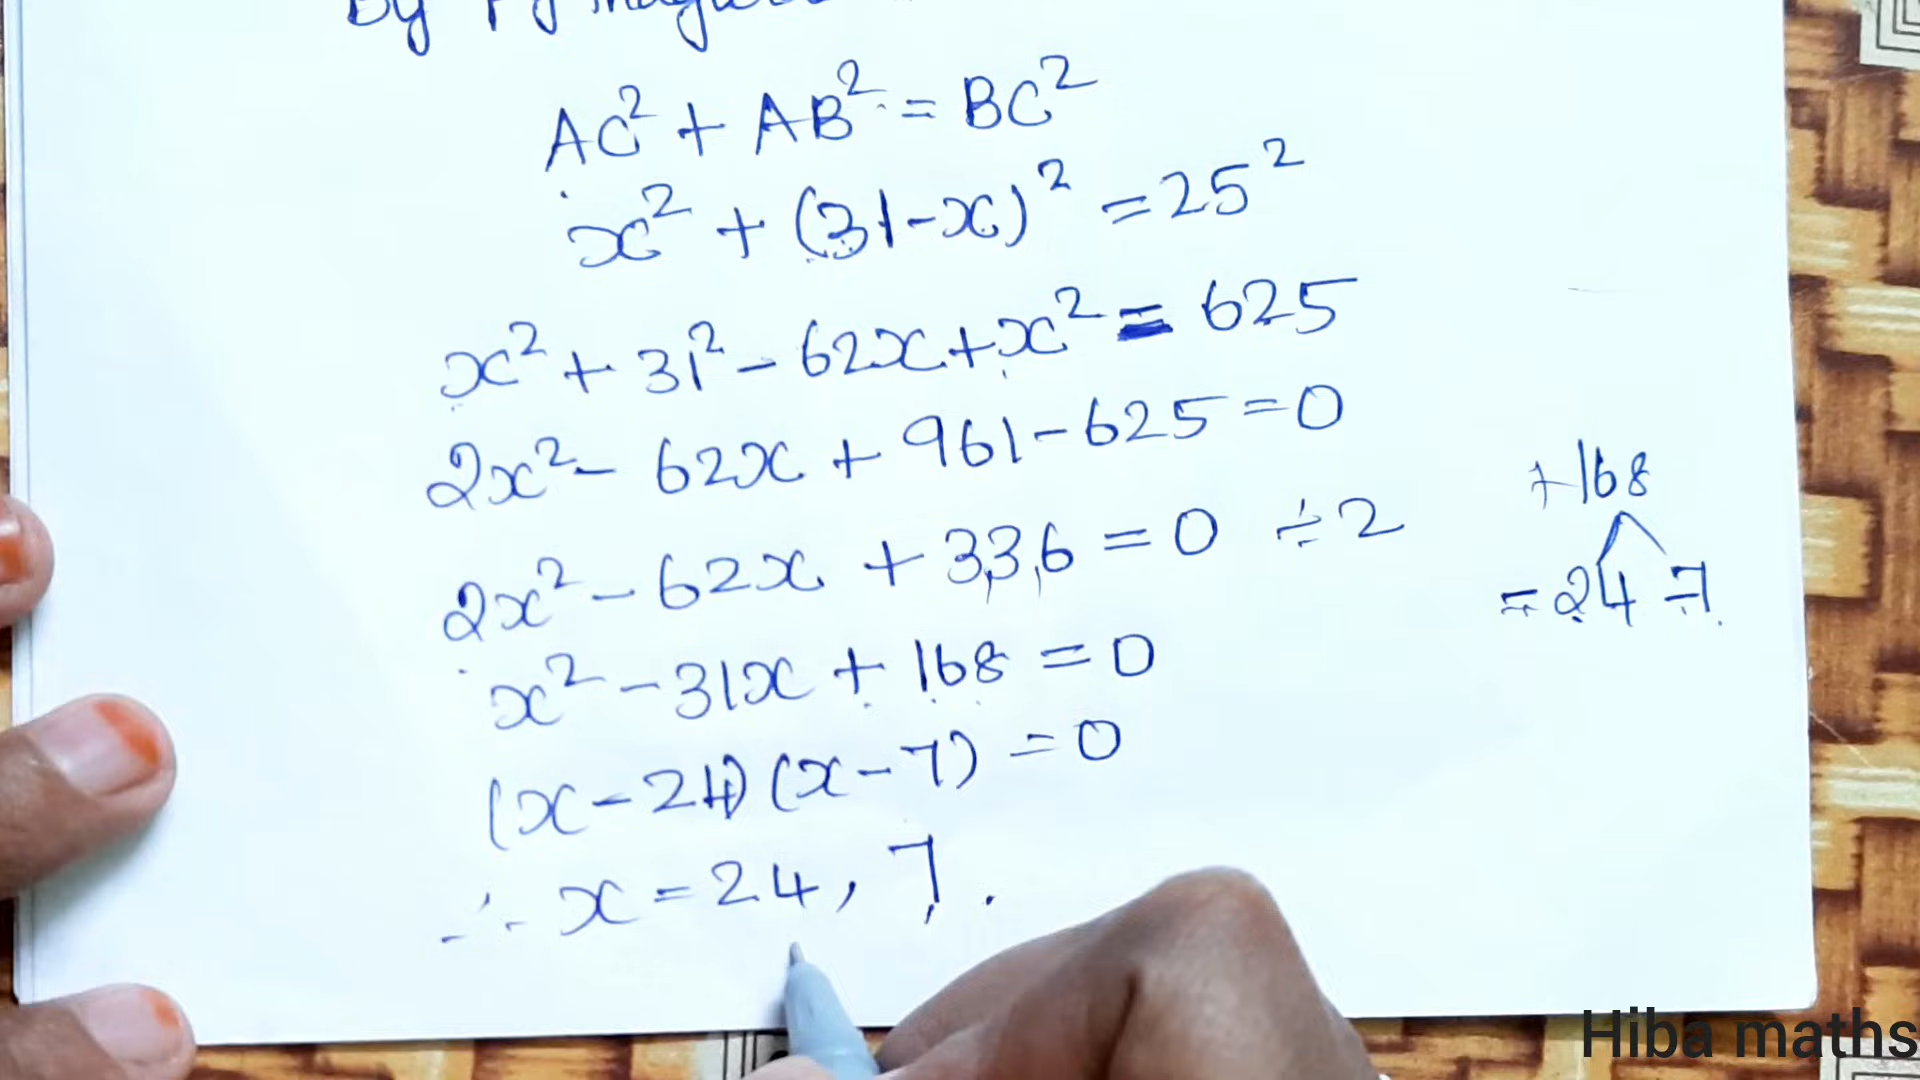 By
AC² + AB² = BC²
x² + (31-x)² = 25²
x² + 31² - 62x + x² = 625
2x² - 62x + 961 - 625 = 0
2x² - 62x + 336 = 0 ÷ 2
x² - 31x + 168 = 0
(x - 24) (x - 7) = 0
∴ x = 24, 7.
+168
-24 -7
Hiba maths